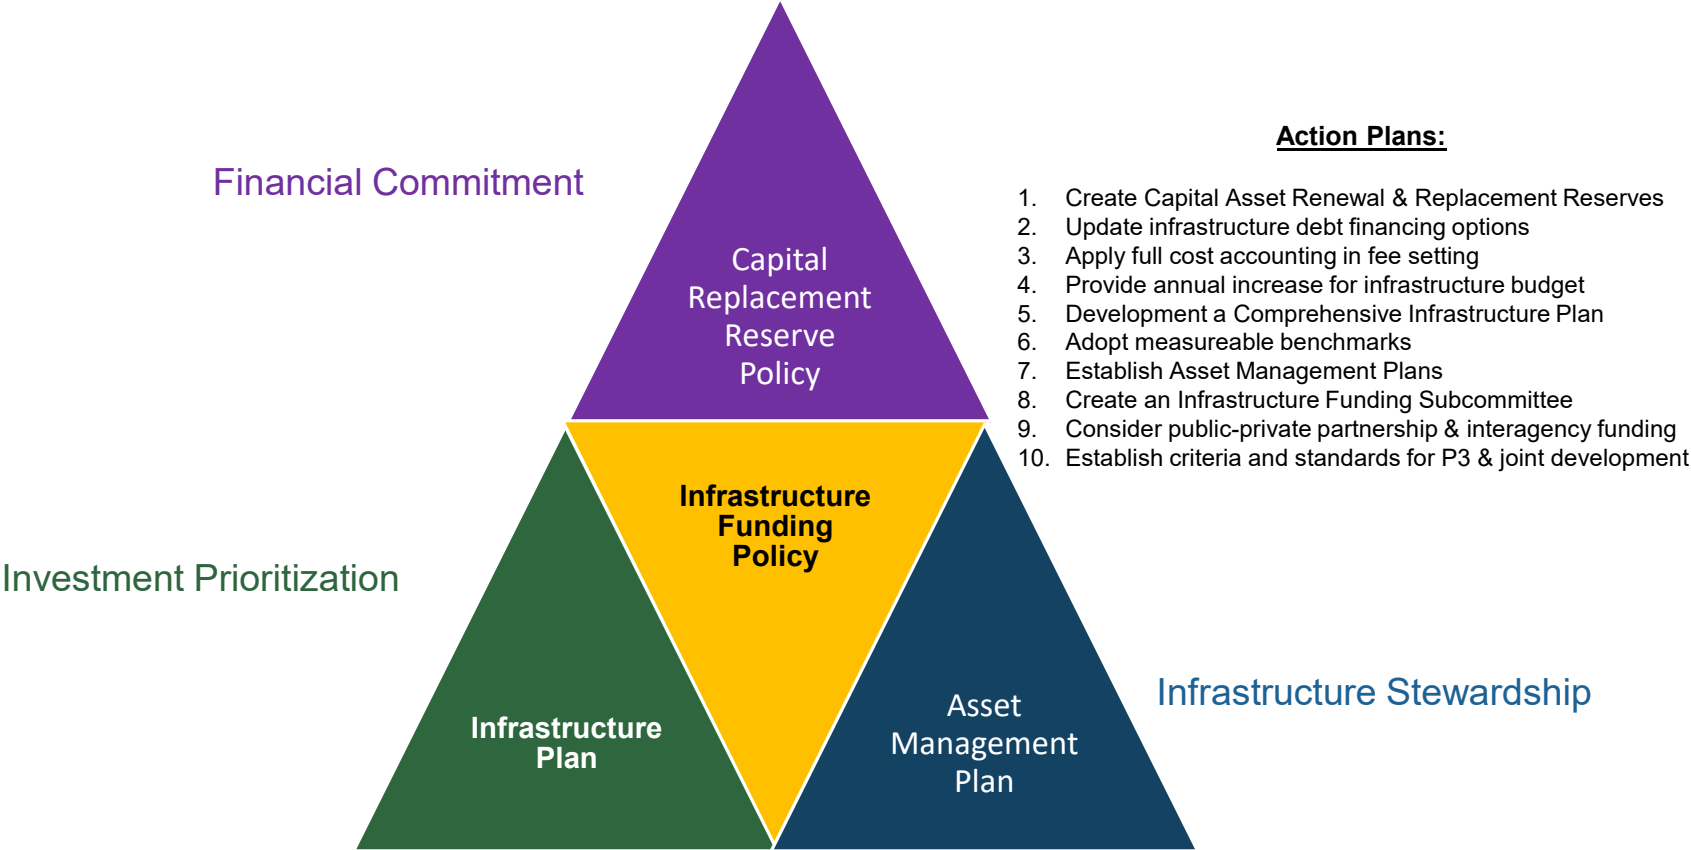 Financial Commitment
Capital
Replacement
Reserve
Policy
Action Plans:
1. Create Capital Asset Renewal & Replacement Reserves
2. Update infrastructure debt financing options
3. Apply full cost accounting in fee setting
4. Provide annual increase for infrastructure budget
5. Development a Comprehensive Infrastructure Plan
6. Adopt measureable benchmarks
7. Establish Asset Management Plans
8. Create an Infrastructure Funding Subcommittee
9. Consider public-private partnership & interagency funding
10. Establish criteria and standards for P3 & joint development
Infrastructure
Funding
Policy
Investment Prioritization
Infrastructure
Plan
Asset
Management
Plan
Infrastructure Stewardship